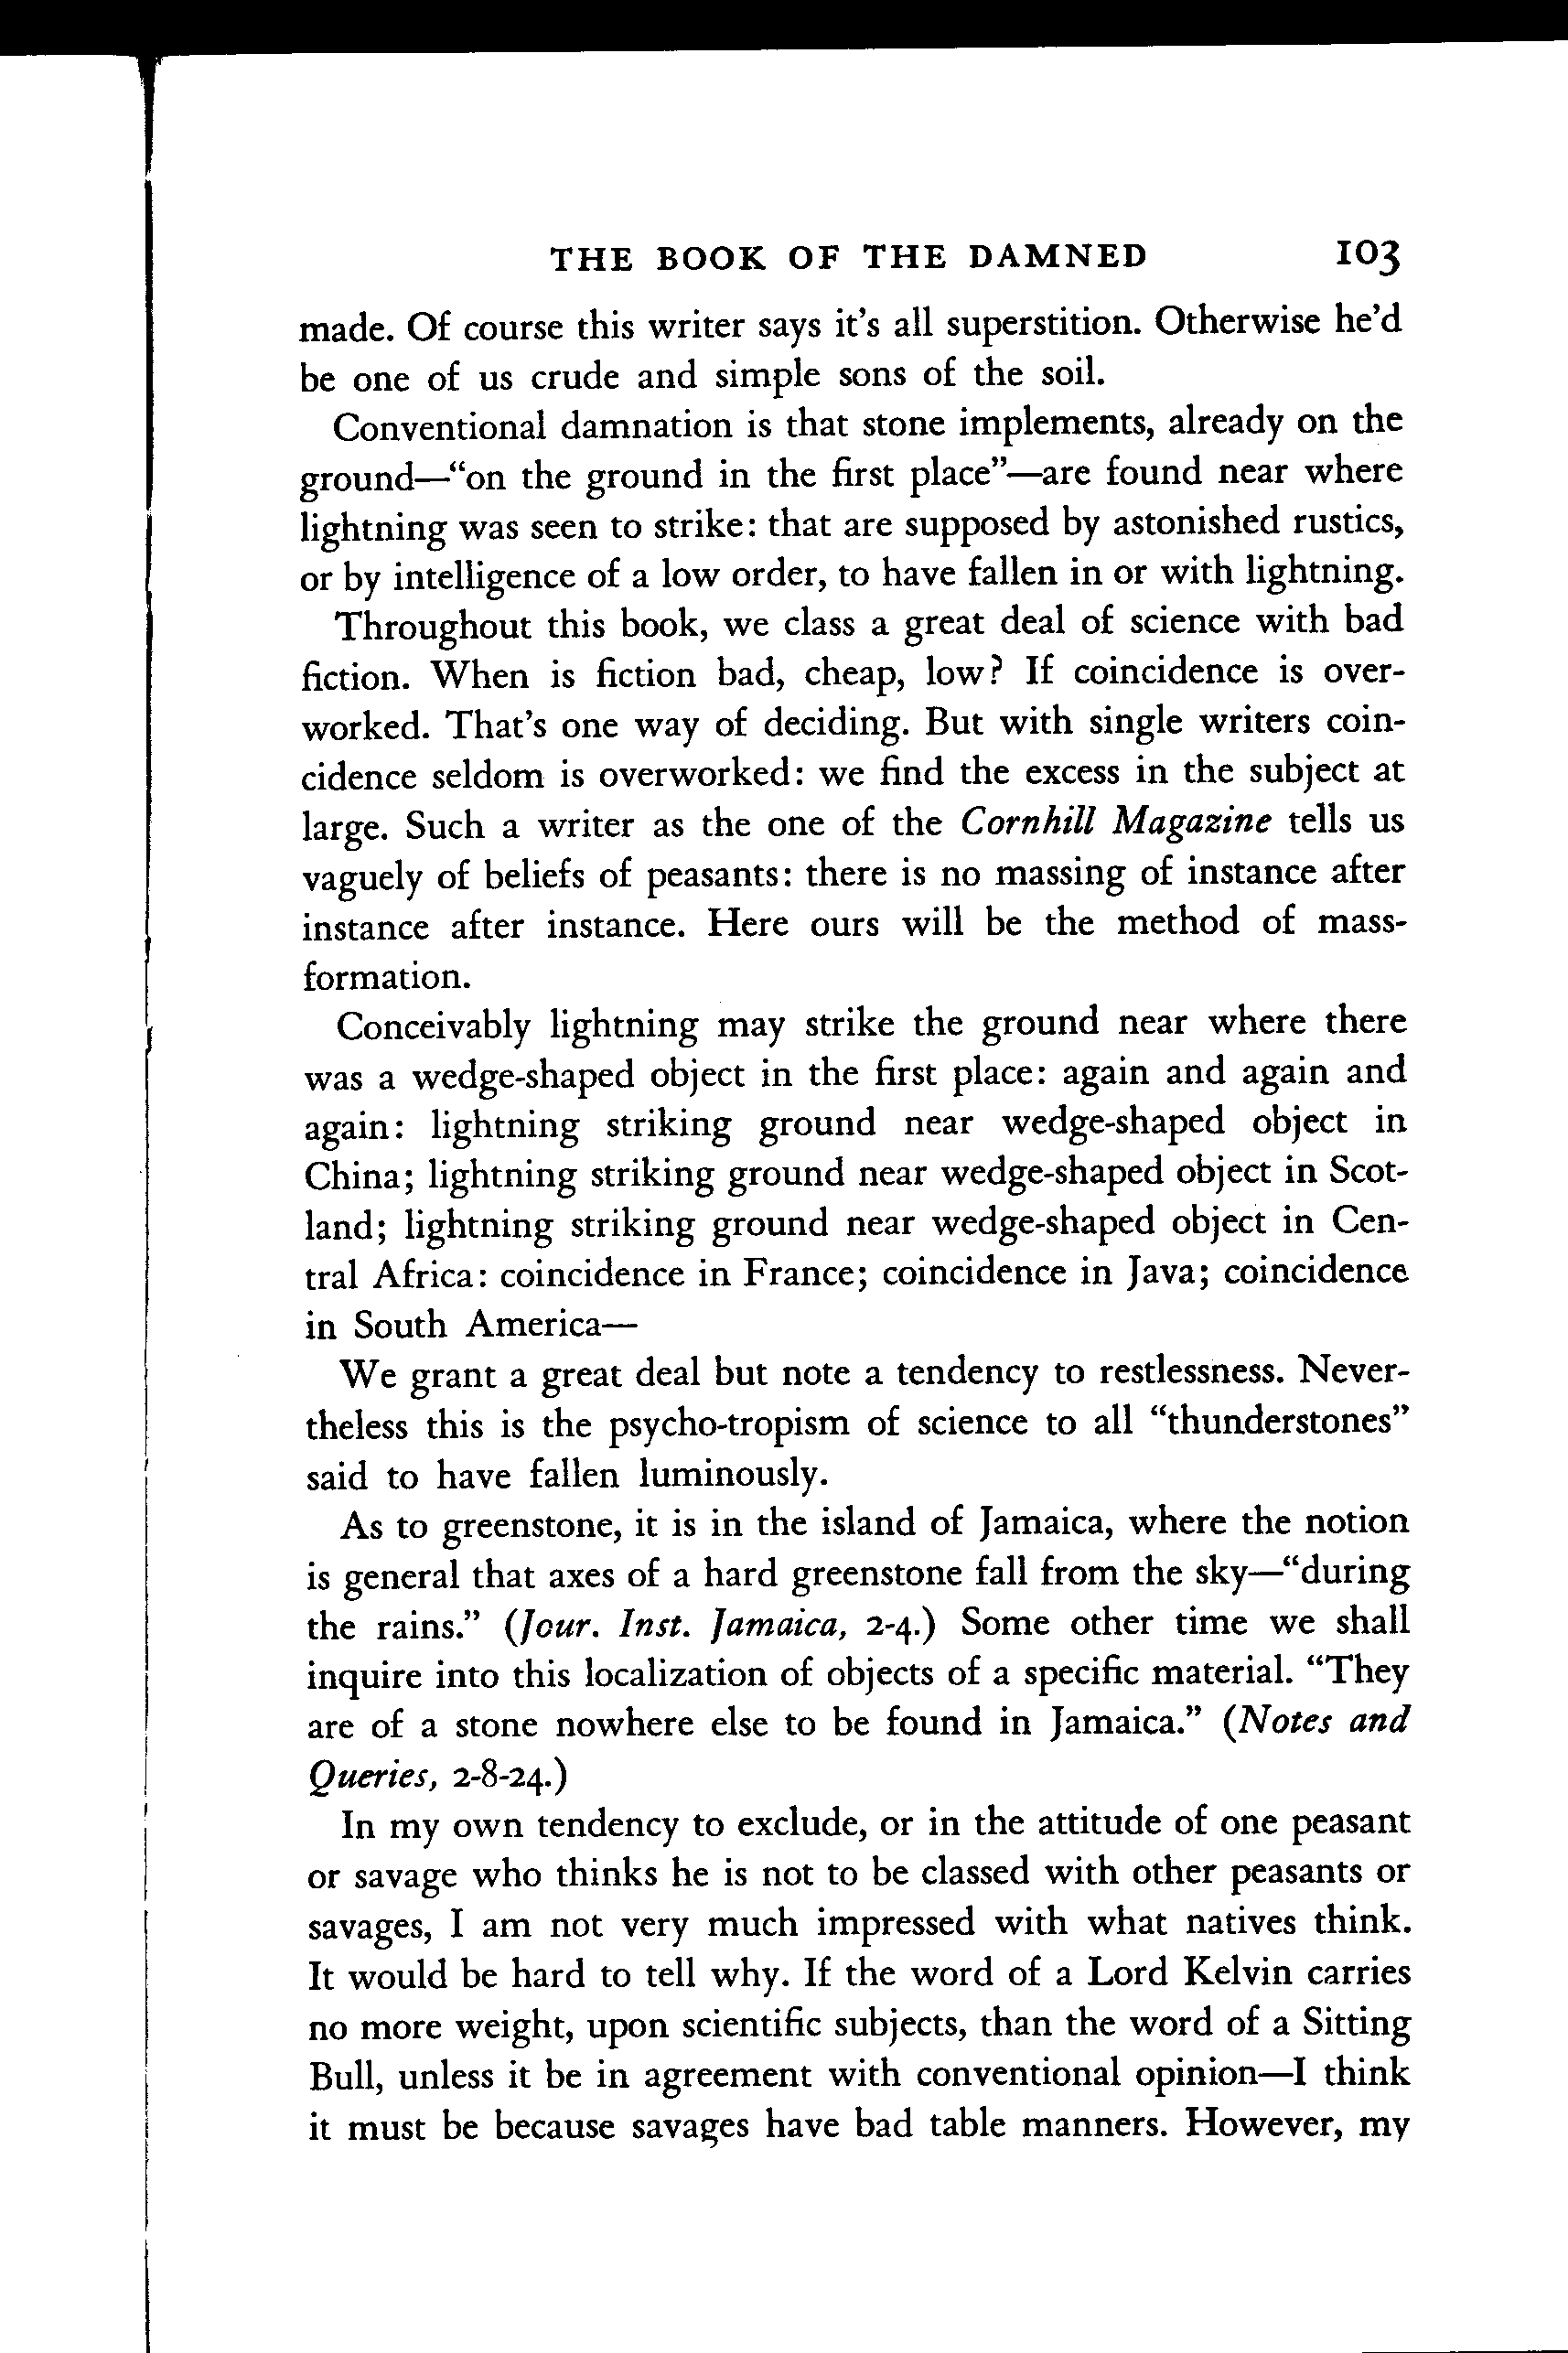 THE BOOK OF THE DAMNED 103
made. Of course this writer says it's all superstition. Otherwise he'd
be one of us crude and simple sons of the soil.
Conventional damnation is that stone implements, already on the
ground—“on the ground in the first place”—are found near where
lightning was seen to strike: that are supposed by astonished rustics,
or by intelligence of a low order, to have fallen in or with lightning.
Throughout this book, we class a great deal of science with bad
fiction. When is fiction bad, cheap, low? If coincidence is over-
worked. That's one way of deciding. But with single writers coin-
cidence seldom is overworked: we find the excess in the subject at
large. Such a writer as the one of the Cornhill Magazine tells us
vaguely of beliefs of peasants: there is no massing of instance after
instance after instance. Here ours will be the method of mass-
formation.
Conceivably lightning may strike the ground near where there
was a wedge-shaped object in the first place: again and again and
again: lightning striking ground near wedge-shaped object in
China; lightning striking ground near wedge-shaped object in Scot-
land; lightning striking ground near wedge-shaped object in Cen-
tral Africa: coincidence in France; coincidence in Java; coincidence
in South America—
We grant a great deal but note a tendency to restlessness. Never-
theless this is the psycho-tropism of science to all “thunderstones”
said to have fallen luminously.
As to greenstone, it is in the island of Jamaica, where the notion
is general that axes of a hard greenstone fall from the sky—“during
the rains.” (Jour. Inst. Jamaica, 2-4.) Some other time we shall
inquire into this localization of objects of a specific material. “They
are of a stone nowhere else to be found in Jamaica.” (Notes and
Queries, 2-8-24.)
In my own tendency to exclude, or in the attitude of one peasant
or savage who thinks he is not to be classed with other peasants or
savages, I am not very much impressed with what natives think.
It would be hard to tell why. If the word of a Lord Kelvin carries
no more weight, upon scientific subjects, than the word of a Sitting
Bull, unless it be in agreement with conventional opinion—I think
it must be because savages have bad table manners. However, my